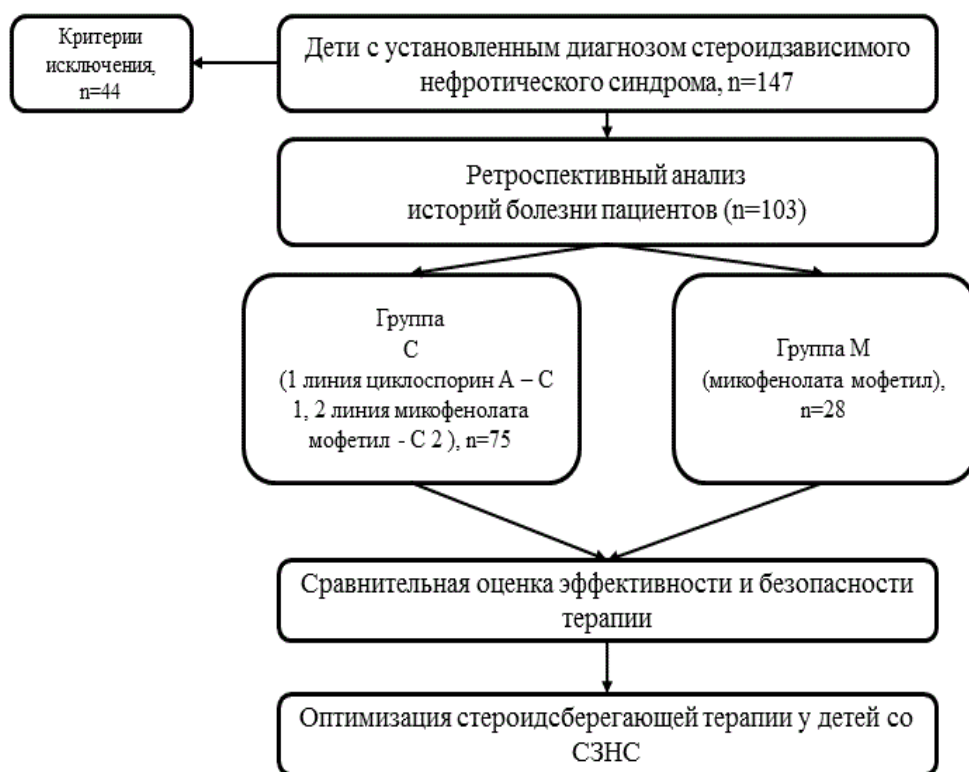 Критерии
исключения,
n=44
Дети с установленным диагнозом стероидзависимого
нефротического синдрома, n=147
Ретроспективный анализ
историй болезни пациентов (n=103)
Группа
С
(1 линия циклоспорин А – С
1, 2 линия микофенолата
мофетил - С 2 ), n=75
Группа М
(микофенолата мофетил),
n=28
Сравнительная оценка эффективности и безопасности
терапии
Оптимизация стероидсберегающей терапии у детей со
СЗНС